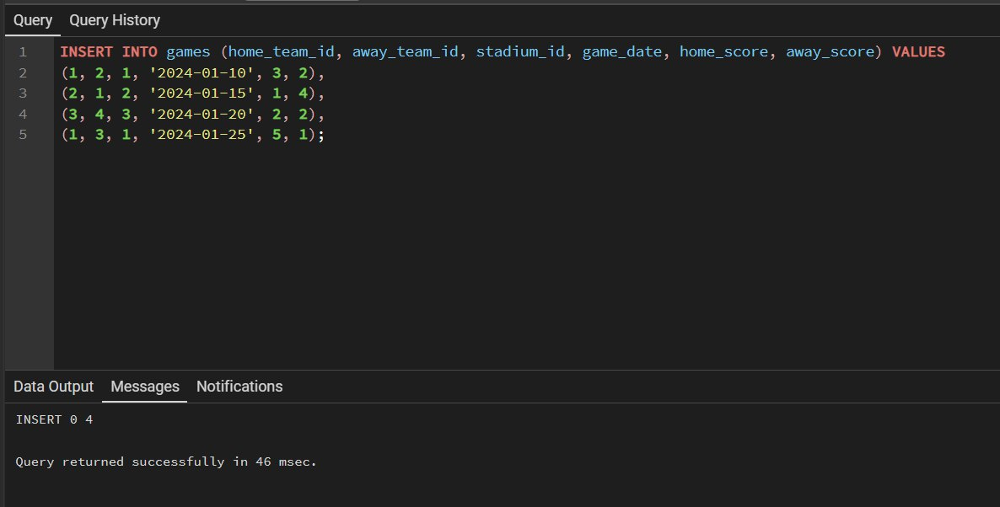 Query Query History
1 INSERT INTO games (home_team_id, away_team_id, stadium_id, game_date, home_score, away_score) VALUES
2 (1, 2, 1, '2024-01-10', 3, 2),
3 (2, 1, 2, '2024-01-15', 1, 4),
4 (3, 4, 3, '2024-01-20', 2, 2),
5 (1, 3, 1, '2024-01-25', 5, 1);
Data Output Messages Notifications
INSERT 0 4
Query returned successfully in 46 msec.